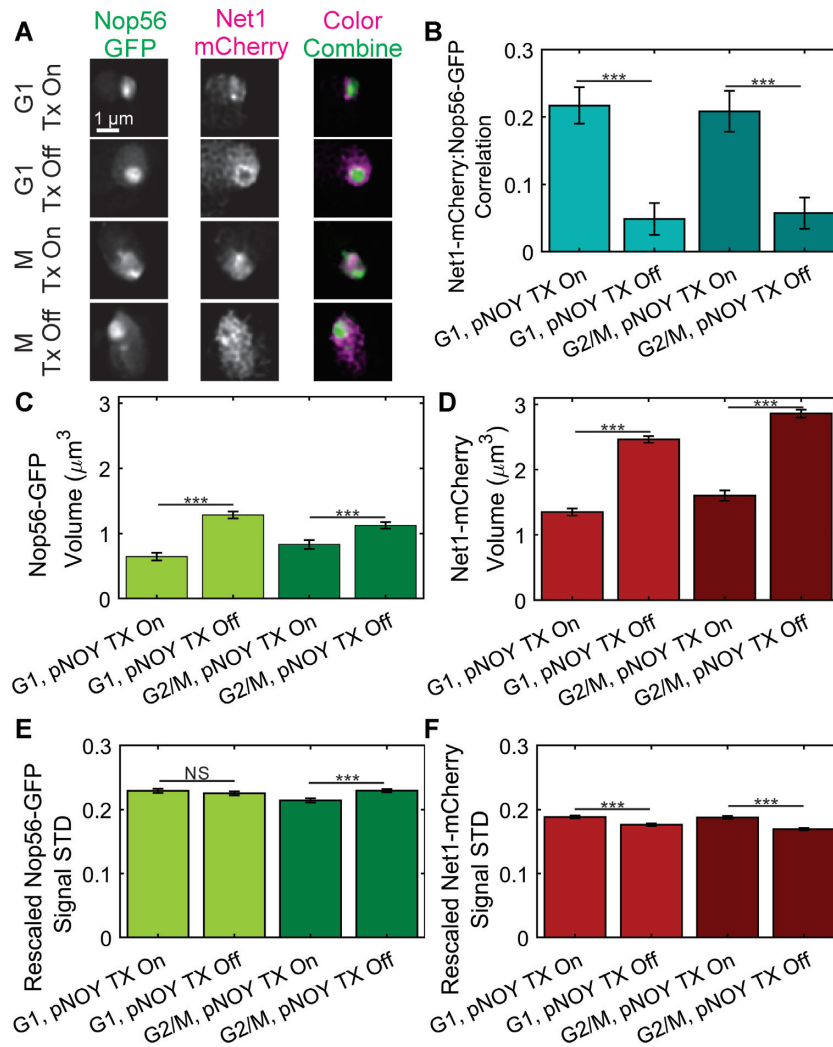 A
Nop56
GFP
Net1
mCherry
Color
Combine
G1
Tx On
1 μm
G1
Tx Off
M
Tx On
M
Tx Off
B
Net1-mCherry:Nop56-GFP
Correlation
0.3
0.2
0.1
0
***
***
G1, pNOY TX On
G1, pNOY TX Off
G2/M, pNOY TX On
G2/M, pNOY TX Off
C
Nop56-GFP
Volume (μm³)
3
2
1
0
***
***
G1, pNOY TX On
G1, pNOY TX Off
G2/M, pNOY TX On
G2/M, pNOY TX Off
D
Net1-mCherry
Volume (μm³)
3
2
1
0
***
***
G1, pNOY TX On
G1, pNOY TX Off
G2/M, pNOY TX On
G2/M, pNOY TX Off
E
Rescaled Nop56-GFP
Signal STD
0.3
0.2
0.1
0
NS
***
G1, pNOY TX On
G1, pNOY TX Off
G2/M, pNOY TX On
G2/M, pNOY TX Off
F
Rescaled Net1-mCherry
Signal STD
0.3
0.2
0.1
0
***
***
G1, pNOY TX On
G1, pNOY TX Off
G2/M, pNOY TX On
G2/M, pNOY TX Off